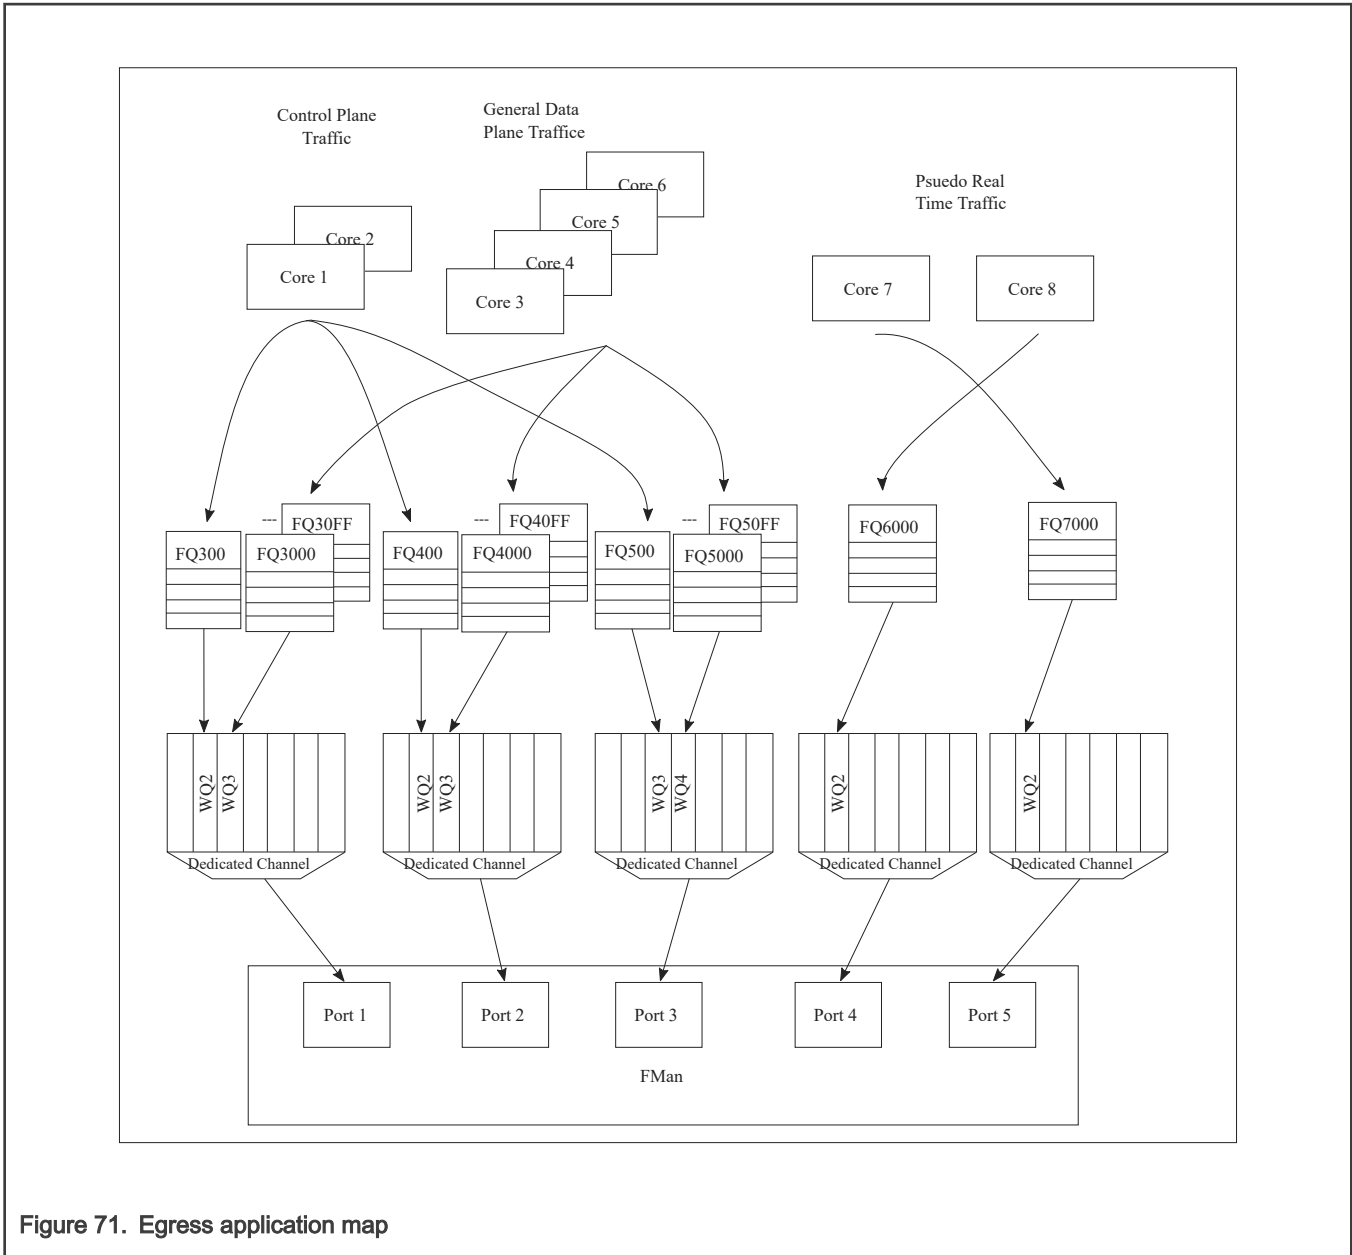 Control Plane
Traffic
General Data
Plane Traffice
Psuedo Real
Time Traffic
Core 6
Core 5
Core 4
Core 3
Core 2
Core 1
Core 7
Core 8
--- FQ30FF
FQ300
FQ3000
--- FQ40FF
FQ400
FQ4000
--- FQ50FF
FQ500
FQ5000
FQ6000
FQ7000
WQ2
WQ3
WQ2
WQ3
WQ3
WQ4
WQ2
WQ2
Dedicated Channel
Dedicated Channel
Dedicated Channel
Dedicated Channel
Dedicated Channel
Port 1
Port 2
Port 3
Port 4
Port 5
FMan
Figure 71. Egress application map